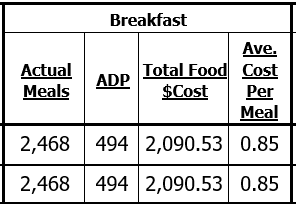 Breakfast
Actual Meals ADP Total Food $Cost Ave. Cost Per Meal
2,468 494 2,090.53 0.85
2,468 494 2,090.53 0.85